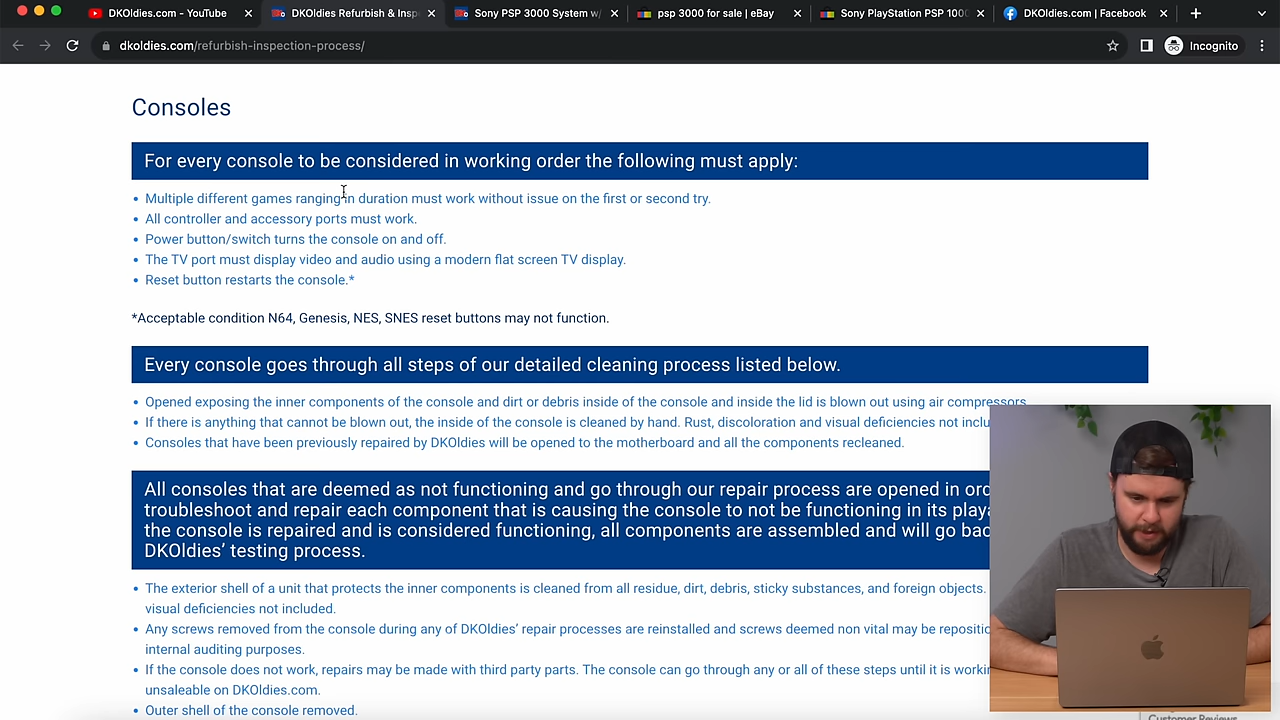 DKOldies.com - YouTube
DKOldies Refurbish & Insp
Sony PSP 3000 System w/
psp 3000 for sale | eBay
Sony PlayStation PSP 100
DKOldies.com | Facebook
dkoldies.com/refurbish-inspection-process/
Incognito
Consoles
For every console to be considered in working order the following must apply:
• Multiple different games ranging in duration must work without issue on the first or second try.
• All controller and accessory ports must work.
• Power button/switch turns the console on and off.
• The TV port must display video and audio using a modern flat screen TV display.
• Reset button restarts the console.*
*Acceptable condition N64, Genesis, NES, SNES reset buttons may not function.
Every console goes through all steps of our detailed cleaning process listed below.
• Opened exposing the inner components of the console and dirt or debris inside of the console and inside the lid is blown out using air compressors
• If there is anything that cannot be blown out, the inside of the console is cleaned by hand. Rust, discoloration and visual deficiencies not inclu
• Consoles that have been previously repaired by DKOldies will be opened to the motherboard and all the components recleaned.
All consoles that are deemed as not functioning and go through our repair process are opened in ord
troubleshoot and repair each component that is causing the console to not be functioning in its playa
the console is repaired and is considered functioning, all components are assembled and will go bac
DKOldies' testing process.
• The exterior shell of a unit that protects the inner components is cleaned from all residue, dirt, debris, sticky substances, and foreign objects.
visual deficiencies not included.
• Any screws removed from the console during any of DKOldies' repair processes are reinstalled and screws deemed non vital may be repositio
internal auditing purposes.
• If the console does not work, repairs may be made with third party parts. The console can go through any or all of these steps until it is workin
unsaleable on DKOldies.com.
• Outer shell of the console removed.
Customer Reviews